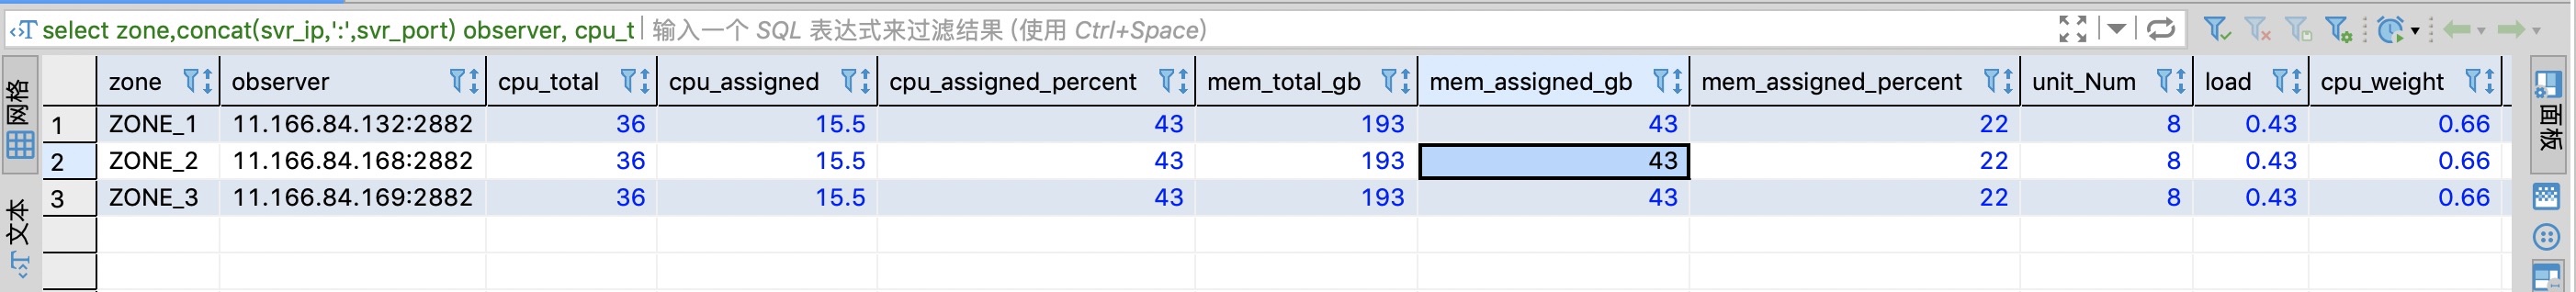 select zone,concat(svr_ip,':',svr_port) observer, cpu_t 输入一个 SQL 表达式来过滤结果 (使用 Ctrl+Space)
网格
文本
面板
zone observer cpu_total cpu_assigned cpu_assigned_percent mem_total_gb mem_assigned_gb mem_assigned_percent unit_Num load cpu_weight
1 ZONE_1 11.166.84.132:2882 36 15.5 43 193 43 22 8 0.43 0.66
2 ZONE_2 11.166.84.168:2882 36 15.5 43 193 43 22 8 0.43 0.66
3 ZONE_3 11.166.84.169:2882 36 15.5 43 193 43 22 8 0.43 0.66